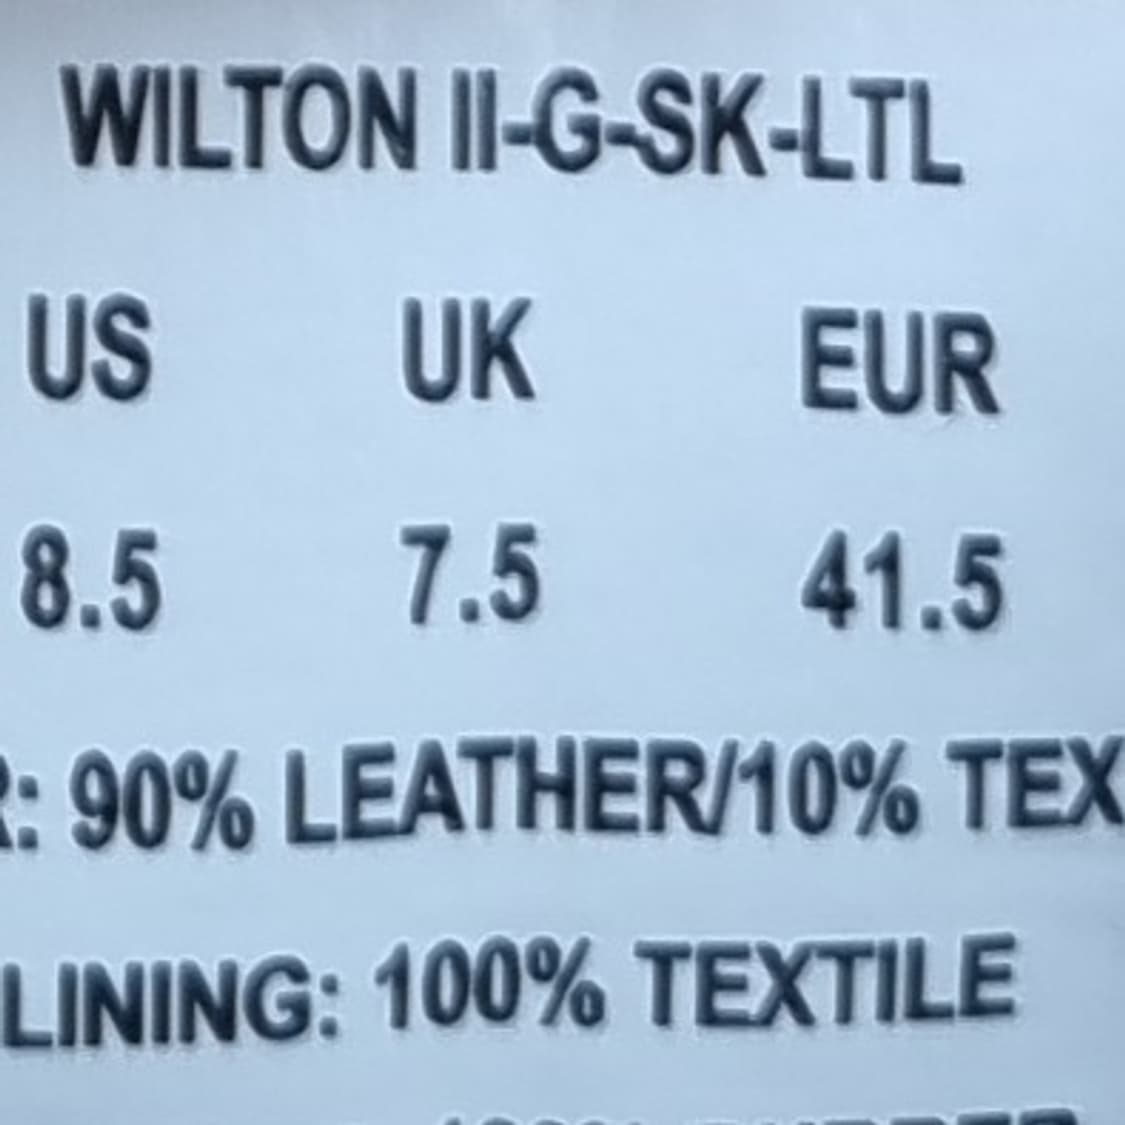 WILTON II-G-SK-LTL
US UK EUR
8.5 7.5 41.5
: 90% LEATHER/10% TEX
LINING: 100% TEXTILE